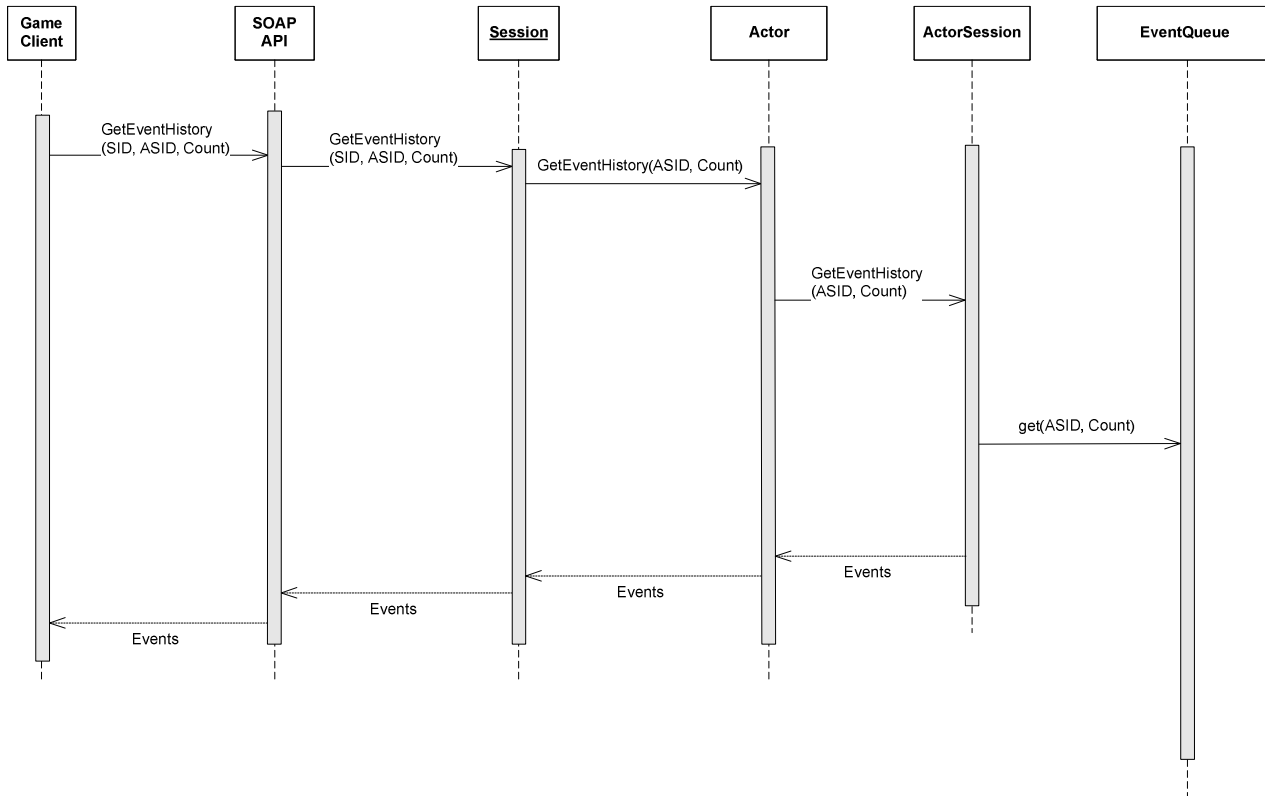 Game
Client
SOAP
API
Session
Actor
ActorSession
EventQueue
GetEventHistory
(SID, ASID, Count)
GetEventHistory
(SID, ASID, Count)
GetEventHistory(ASID, Count)
GetEventHistory
(ASID, Count)
get(ASID, Count)
Events
Events
Events
Events